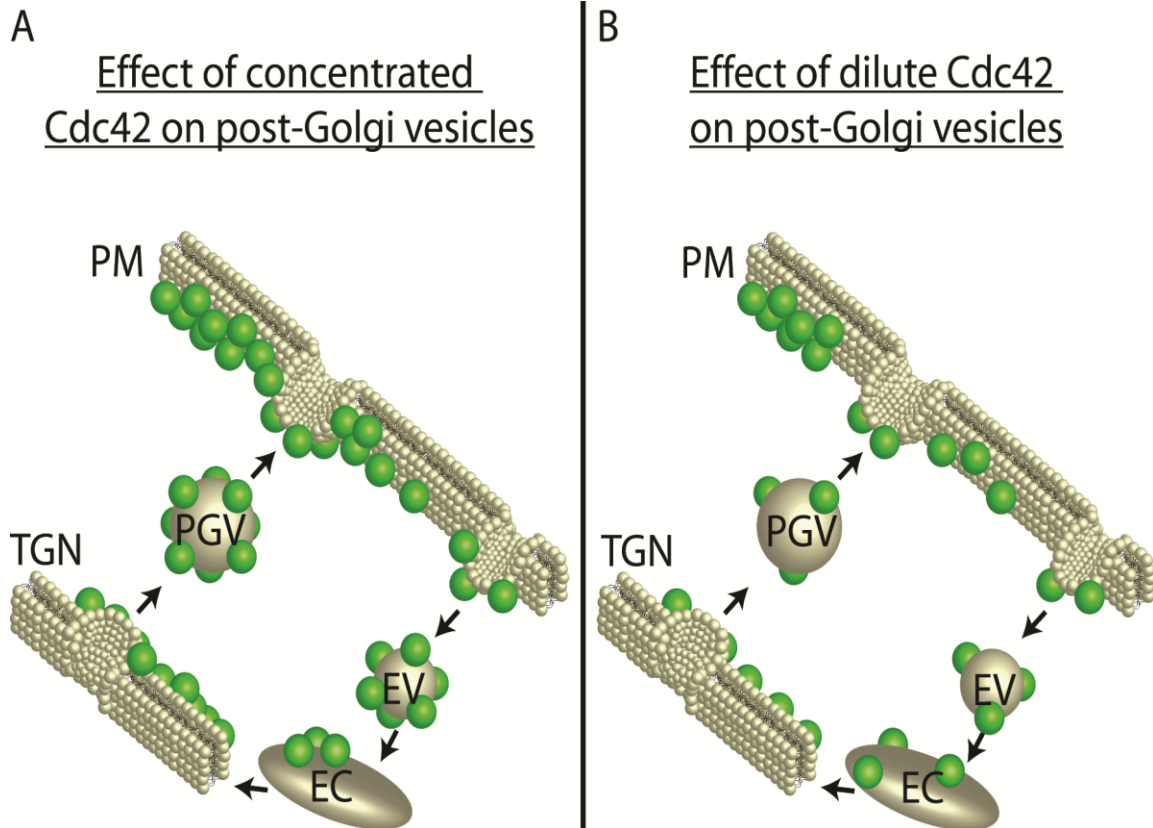 A
Effect of concentrated
Cdc42 on post-Golgi vesicles
PM
PGV
TGN
EV
EC
B
Effect of dilute Cdc42
on post-Golgi vesicles
PM
PGV
TGN
EV
EC